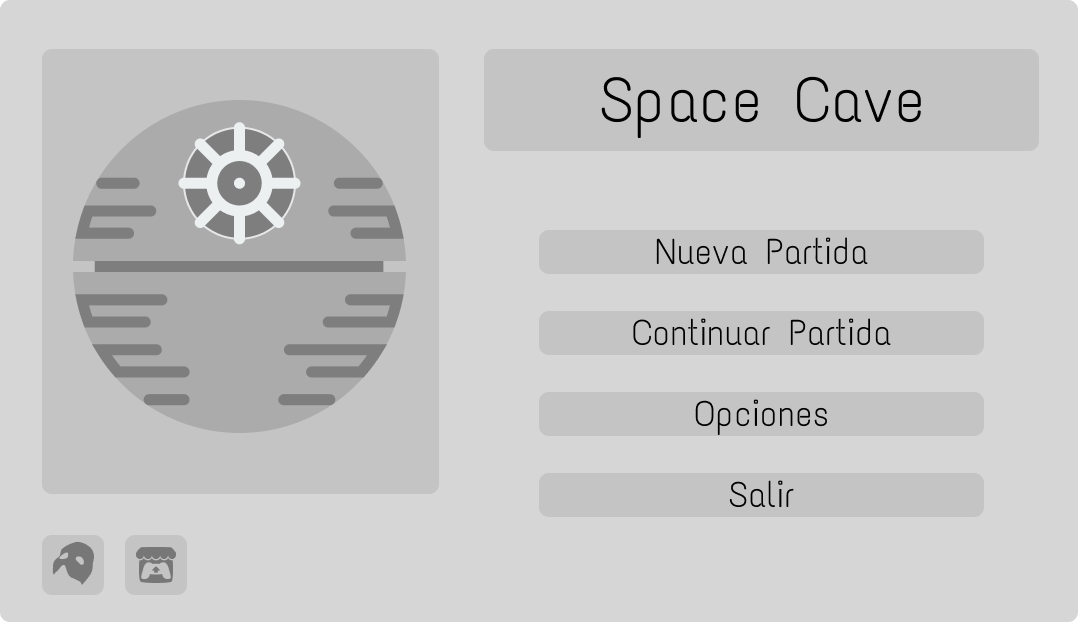 Space Cave
Nueva Partida
Continuar Partida
Opciones
Salir